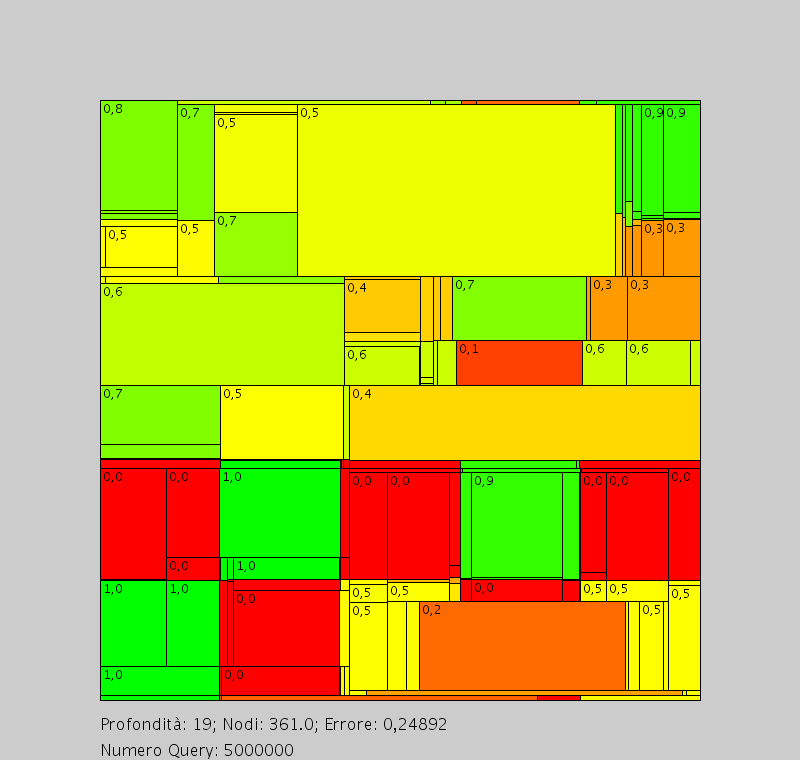 0,8 0,7 0,5 0,5 0,9 0,9
0,7
0,5 0,5 0,3 0,3
0,6 0,4 0,7 0,3 0,3
0,6 0,1 0,6 0,6
0,7 0,5 0,4
0,0 0,0 1,0 0,0 0,0 0,9 0,0 0,0 0,0
0,0 1,0
1,0 1,0 0,0 0,5 0,5 0,0 0,5 0,5 0,5
0,5 0,2 0,5
1,0 0,0
Profondità: 19; Nodi: 361.0; Errore: 0,24892
Numero Query: 5000000